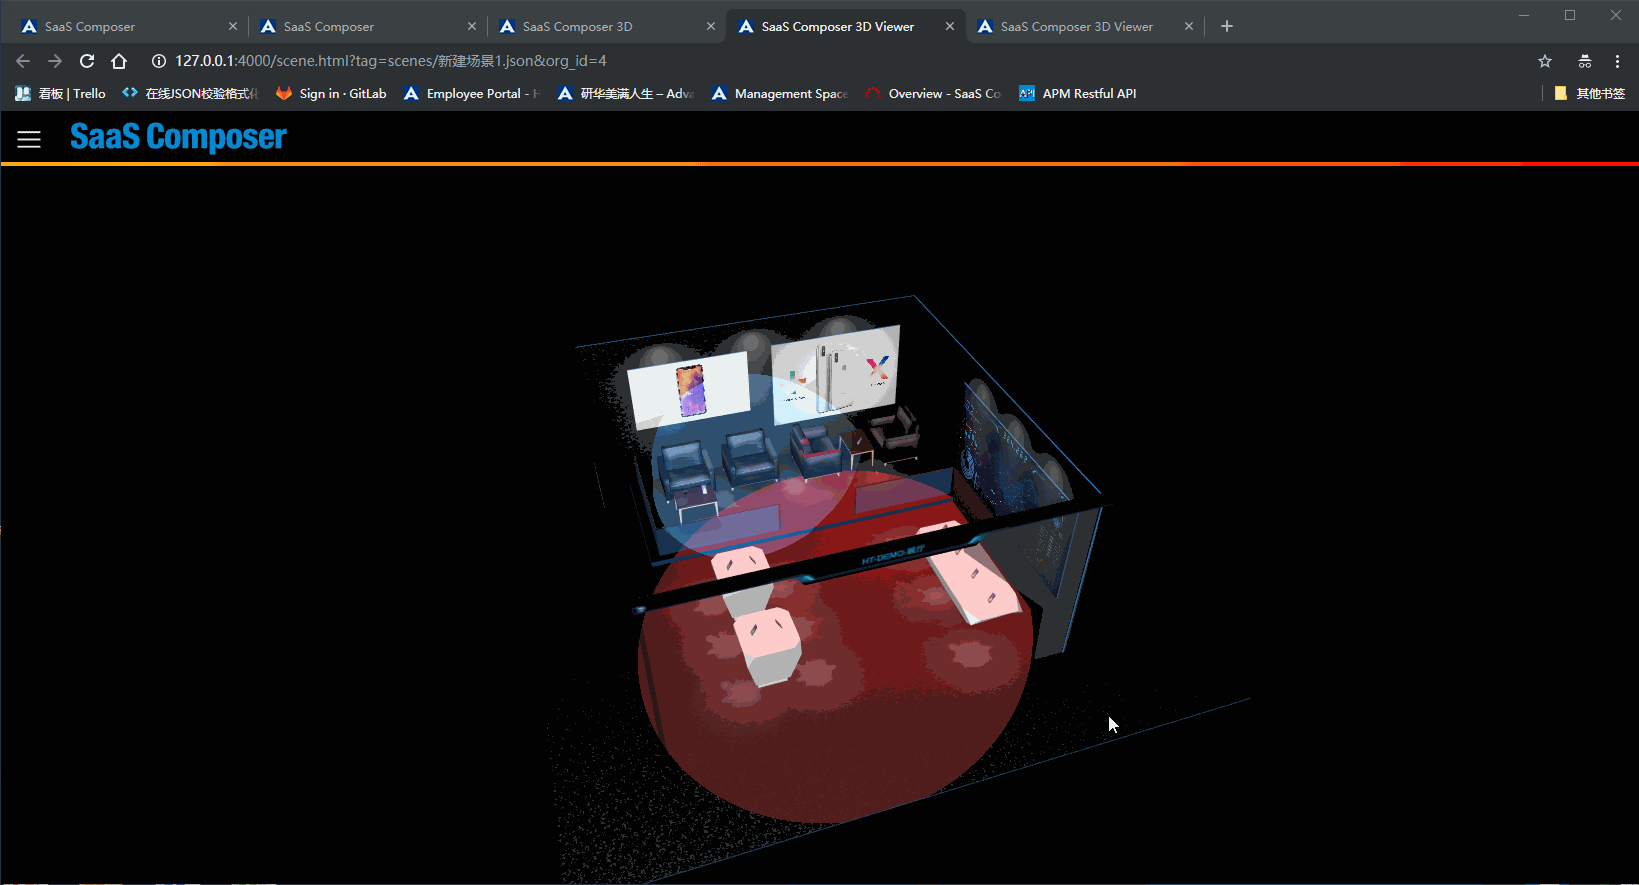 SaaS Composer
SaaS Composer
SaaS Composer 3D
SaaS Composer 3D Viewer
SaaS Composer 3D Viewer
127.0.0.1:4000/scene.html?tag=scenes/新建场景1.json&org_id=4
看板 | Trello
在线JSON校验格式化
Sign in · GitLab
Employee Portal - H
研华美满人生 – Adva
Management Space
Overview - SaaS Co
API
APM Restful API
其他书签
SaaS Composer
HT-DEMO-展厅